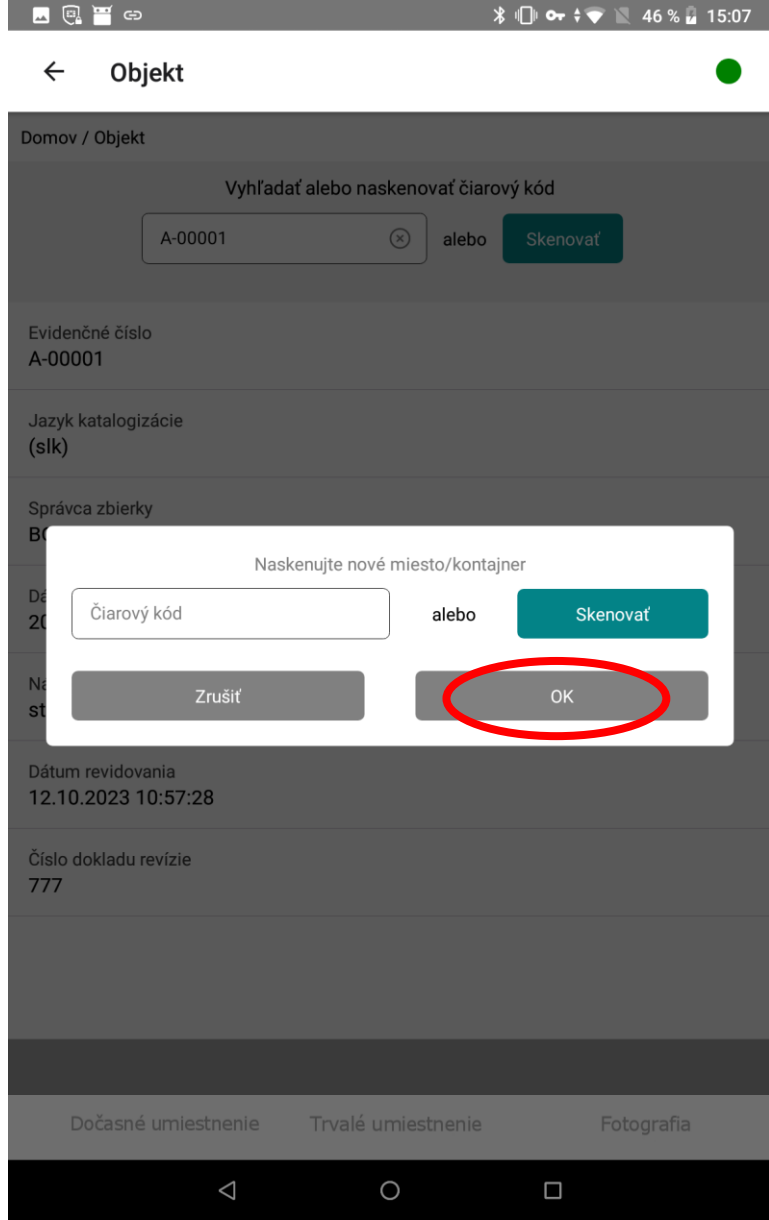 46 % 15:07
Objekt
Domov / Objekt
Vyhľadať alebo naskenovať čiarový kód
A-00001 alebo Skenovať
Evidenčné číslo
A-00001
Jazyk katalogizácie
(slk)
Správca zbierky
Naskenujte nové miesto/kontajner
Čiarový kód alebo Skenovať
20
Zrušiť OK
st
Dátum revidovania
12.10.2023 10:57:28
Číslo dokladu revízie
777
Dočasné umiestnenie Trvalé umiestnenie Fotografia